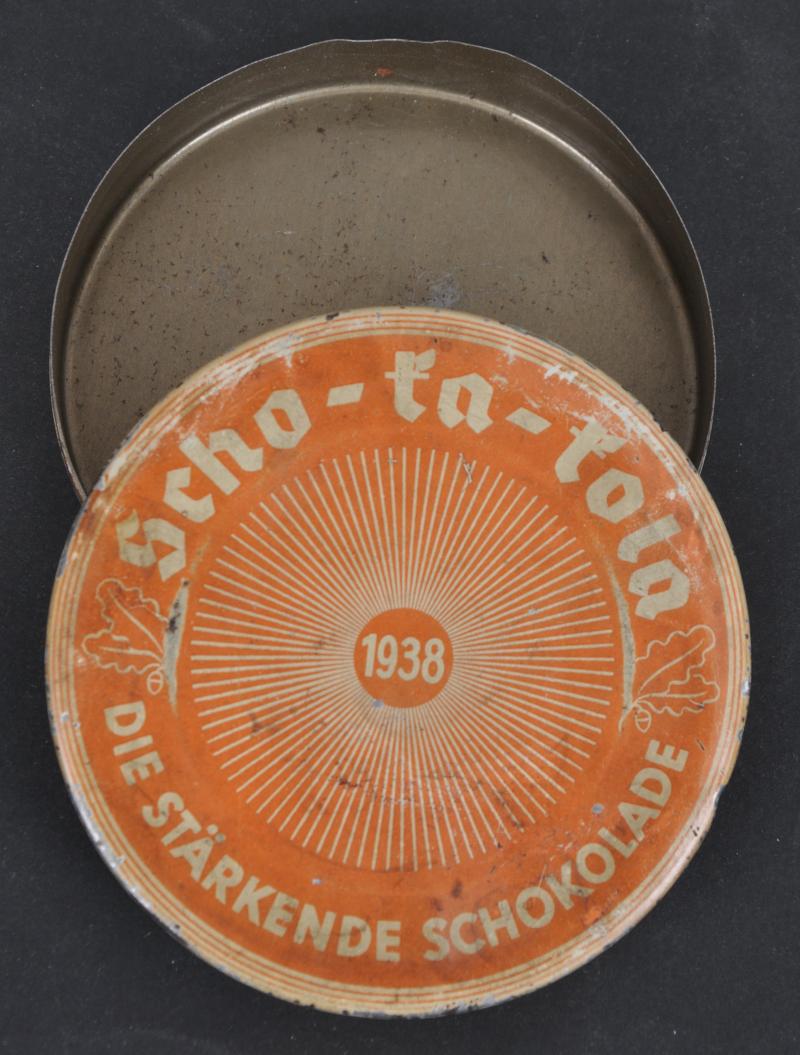 Scho-ka-kola
1938
DIE STÄRKENDE SCHOKOLADE